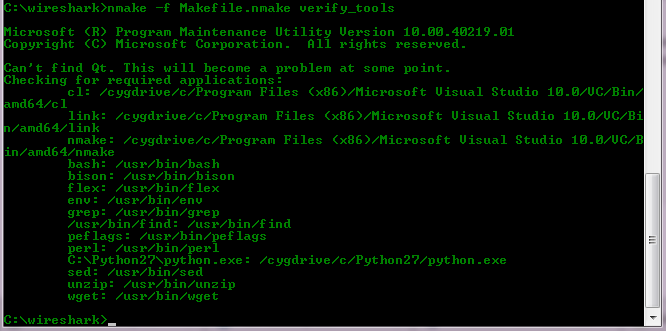 C:\wireshark>nmake -f Makefile.nmake verify_tools
Microsoft (R) Program Maintenance Utility Version 10.00.40219.01
Copyright (C) Microsoft Corporation.  All rights reserved.
Can't find Qt. This will become a problem at some point.
Checking for required applications:
        cl: /cygdrive/c/Program Files (x86)/Microsoft Visual Studio 10.0/VC/Bin/
amd64/cl
        link: /cygdrive/c/Program Files (x86)/Microsoft Visual Studio 10.0/VC/Bi
n/amd64/link
        nmake: /cygdrive/c/Program Files (x86)/Microsoft Visual Studio 10.0/VC/B
in/amd64/nmake
        bash: /usr/bin/bash
        bison: /usr/bin/bison
        flex: /usr/bin/flex
        env: /usr/bin/env
        grep: /usr/bin/grep
        /usr/bin/find: /usr/bin/find
        peflags: /usr/bin/peflags
        perl: /usr/bin/perl
        C:\Python27\python.exe: /cygdrive/c/Python27/python.exe
        sed: /usr/bin/sed
        unzip: /usr/bin/unzip
        wget: /usr/bin/wget
C:\wireshark>_